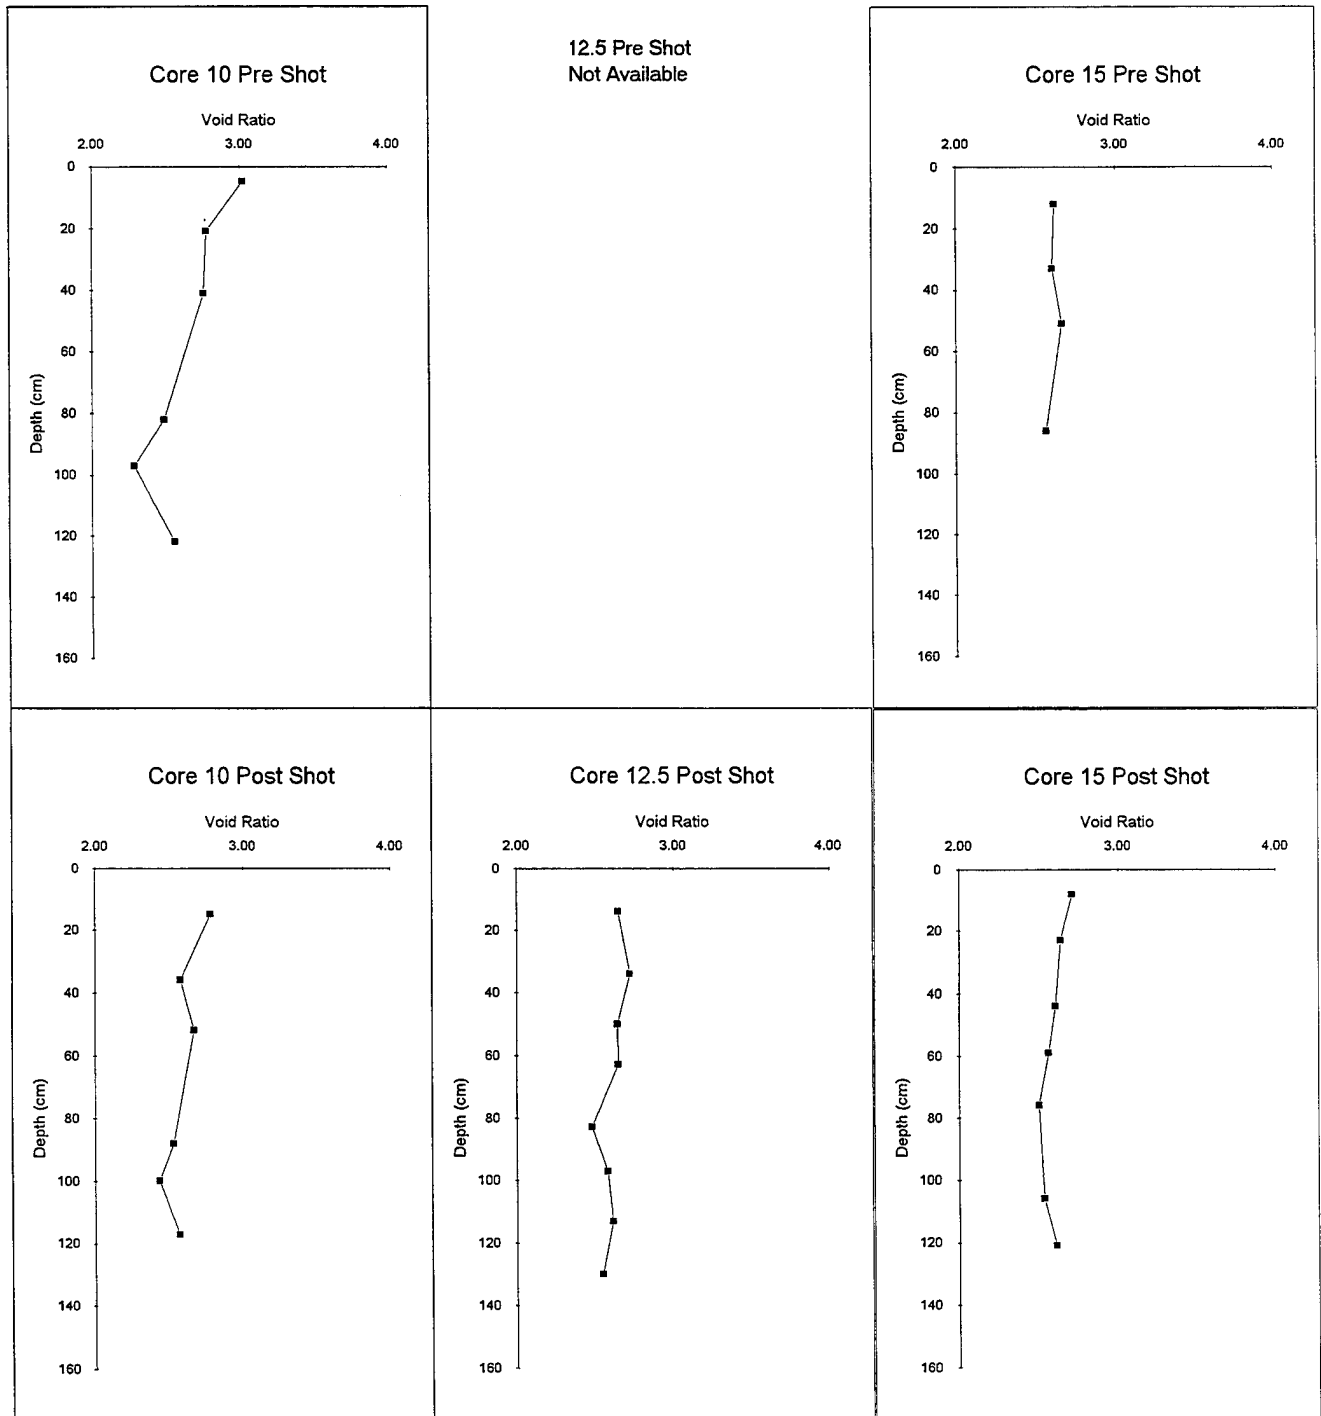 Core 10 Pre Shot
Void Ratio
2.00 3.00 4.00
0
20
40
60
80
100
120
140
160
Depth (cm)
12.5 Pre Shot
Not Available
Core 15 Pre Shot
Void Ratio
2.00 3.00 4.00
0
20
40
60
80
100
120
140
160
Depth (cm)
Core 10 Post Shot
Void Ratio
2.00 3.00 4.00
0
20
40
60
80
100
120
140
160
Depth (cm)
Core 12.5 Post Shot
Void Ratio
2.00 3.00 4.00
0
20
40
60
80
100
120
140
160
Depth (cm)
Core 15 Post Shot
Void Ratio
2.00 3.00 4.00
0
20
40
60
80
100
120
140
160
Depth (cm)